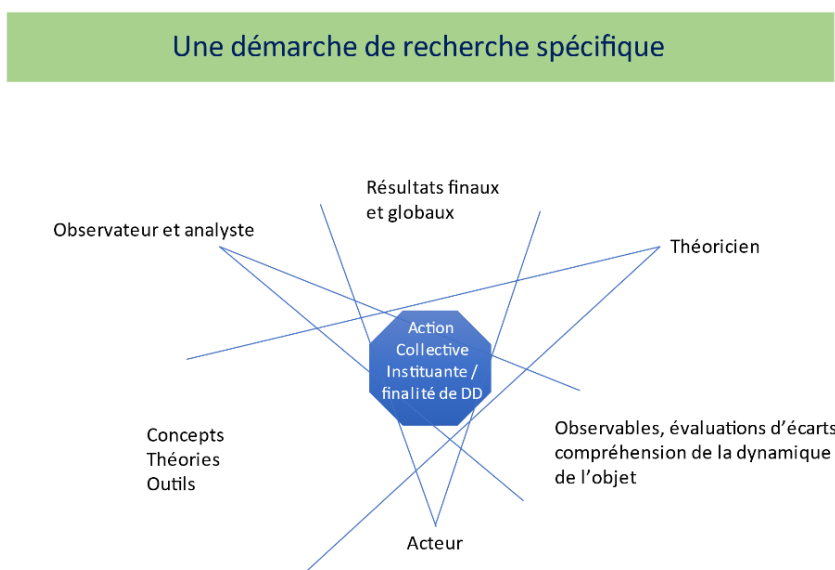 Une démarche de recherche spécifique
Résultats finaux
et globaux
Observateur et analyste
Théoricien
Action
Collective
Instituante /
finalité de DD
Concepts
Théories
Outils
Observables, évaluations d’écarts
compréhension de la dynamique
de l’objet
Acteur